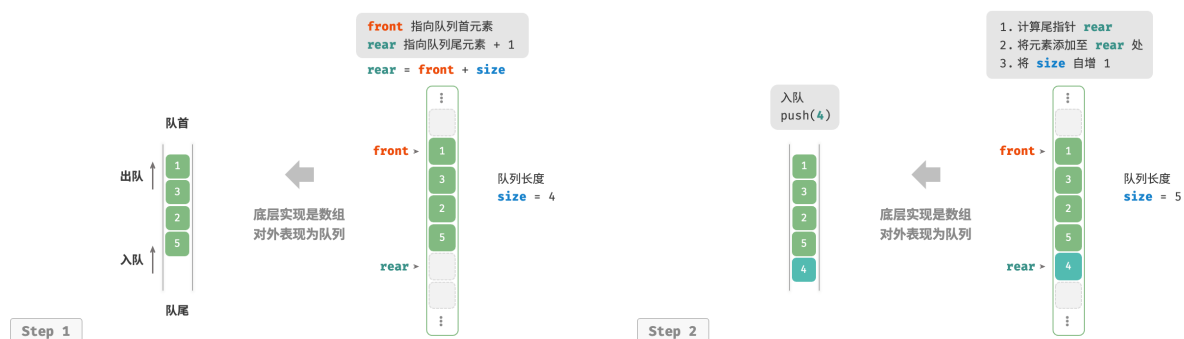 front 指向队列首元素
rear 指向队列尾元素 + 1
rear = front + size
队首
出队
入队
队尾
1
3
2
5
底层实现是数组
对外表现为队列
front
rear
1
3
2
5
队列长度
size = 4
Step 1
1. 计算尾指针 rear
2. 将元素添加至 rear 处
3. 将 size 自增 1
入队
push(4)
1
3
2
5
4
底层实现是数组
对外表现为队列
front
rear
1
3
2
5
4
队列长度
size = 5
Step 2